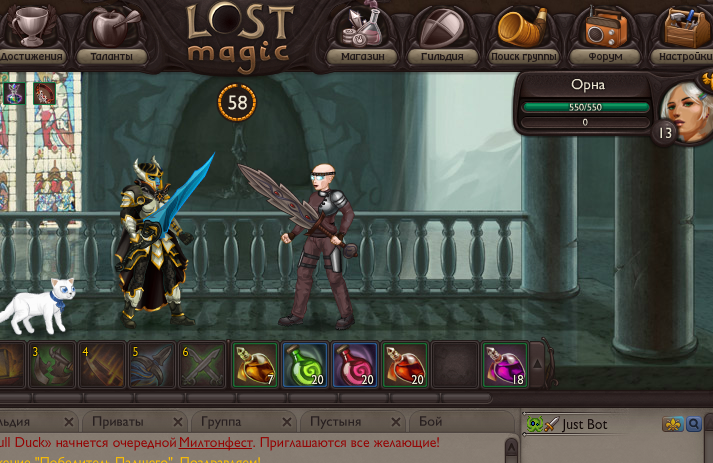 LOST
magic
Достижения
Таланты
Магазин
Гильдия
Поиск группы
Форум
Настройки
58
Орна
550/550
0
13
3
4
5
6
7
20
20
20
18
Приваты
Группа
Пустыня
Бой
Just Bot
Duck» начнется очередной Милтонфест. Приглашаются все желающие!